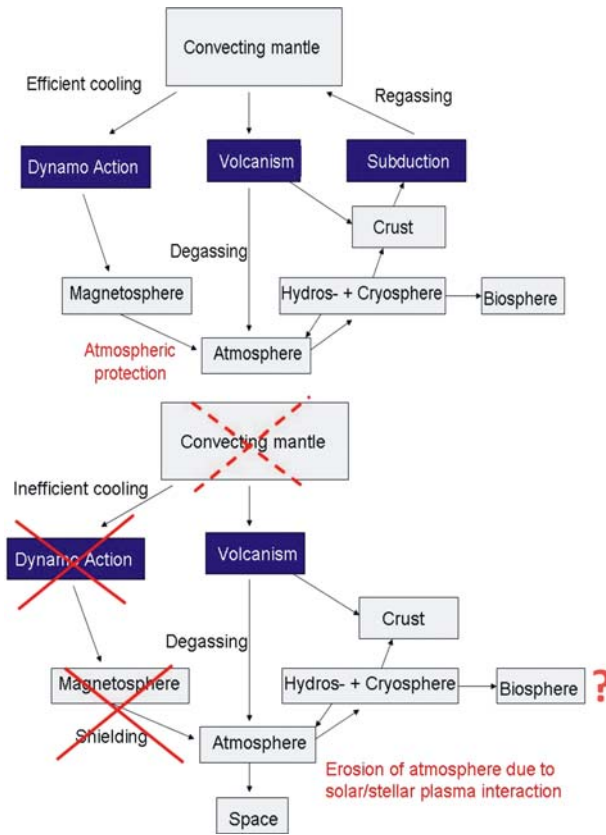 Convecting mantle
Efficient cooling
Regassing
Dynamo Action
Volcanism
Subduction
Crust
Degassing
Magnetosphere
Hydros- + Cryosphere
Biosphere
Atmospheric
protection
Atmosphere
Convecting mantle
Inefficient cooling
Dynamo Action
Volcanism
Crust
Degassing
Magnetosphere
Hydros- + Cryosphere
Biosphere ?
Shielding
Atmosphere
Erosion of atmosphere due to
solar/stellar plasma interaction
Space